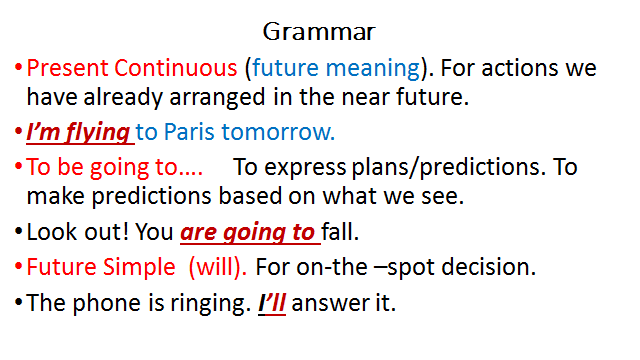 Grammar
•Present Continuous (future meaning). For actions we
have already arranged in the near future.
•I'm flying to Paris tomorrow.
•To be going to.... To express plans/predictions. To
make predictions based on what we see.
•Look out! You are going to fall.
•Future Simple (will). For on-the –spot decision.
•The phone is ringing. I'll answer it.